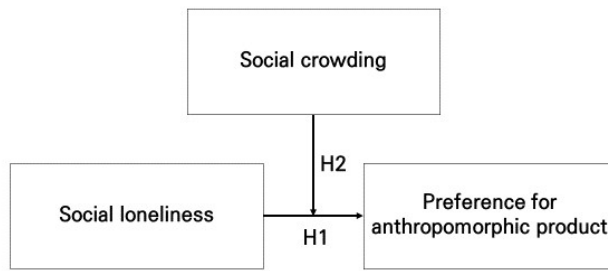 Social crowding
H2
Social loneliness
H1
Preference for
anthropomorphic product